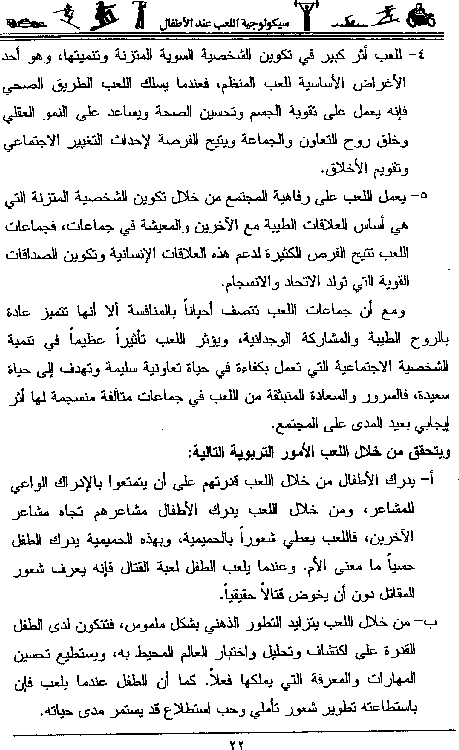 سيكولوجية اللعب عند الأطفال
٤- للعب أثر كبير في تكوين الشخصية السوية المتزنة وتنميتها، وهو أحد
الأغراض الأساسية للعب المنظم، فعندما يسلك اللعب الطريق الصحي
فإنه يعمل على تقوية الجسم وتحسين الصحة ويساعد على النمو العقلي
وخلق روح للتعاون والجماعة ويتيح الفرصة لإحداث التغيير الاجتماعي
وتقويم الأخلاق.
٥- يعمل اللعب على رفاهية المجتمع من خلال تكوين الشخصية المتزنة التي
هي أساس العلاقات الطيبة مع الآخرين والمعيشة في جماعات، فجماعات
اللعب تتيح الفرص الكثيرة لدعم هذه العلاقات الإنسانية وتكوين الصداقات
القوية التي تولد الاتحاد والانسجام.
ومع أن جماعات اللعب تتصف أحياناً بالمنافسة ألا أنها تتميز عادة
بالروح الطيبة والمشاركة الوجدانية، ويؤثر اللعب تأثيراً عظيماً في تنمية
الشخصية الاجتماعية التي تعمل بكفاءة في حياة تعاونية سليمة وتهدف إلى حياة
سعيدة، فالسرور والسعادة المنبثقة من اللعب في جماعات متآلفة منسجمة لها أثر
إيجابي بعيد المدى على المجتمع.
ويتحقق من خلال اللعب الأمور التربوية التالية:
أ- يدرك الأطفال من خلال اللعب قدرتهم على أن يتمتعوا بالإدراك الواعي
للمشاعر، ومن خلال اللعب يدرك الأطفال مشاعرهم تجاه مشاعر
الآخرين، فاللعب يعطي شعوراً بالحميمية، وبهذه الحميمية يدرك الطفل
حسياً ما معنى الأم. وعندما يلعب الطفل لعبة القتال فإنه يعرف شعور
المقاتل دون أن يخوض قتالاً حقيقياً.
ب- من خلال اللعب يتزايد التطور الذهني بشكل ملموس، فتتكون لدى الطفل
القدرة على اكتشاف وتحليل واختبار العالم المحيط به، ويستطيع تحسين
المهارات والمعرفة التي يملكها فعلاً. كما أن الطفل عندما يلعب فإن
باستطاعته تطوير شعور تأملي وحب استطلاع قد يستمر مدى حياته.
٢٢